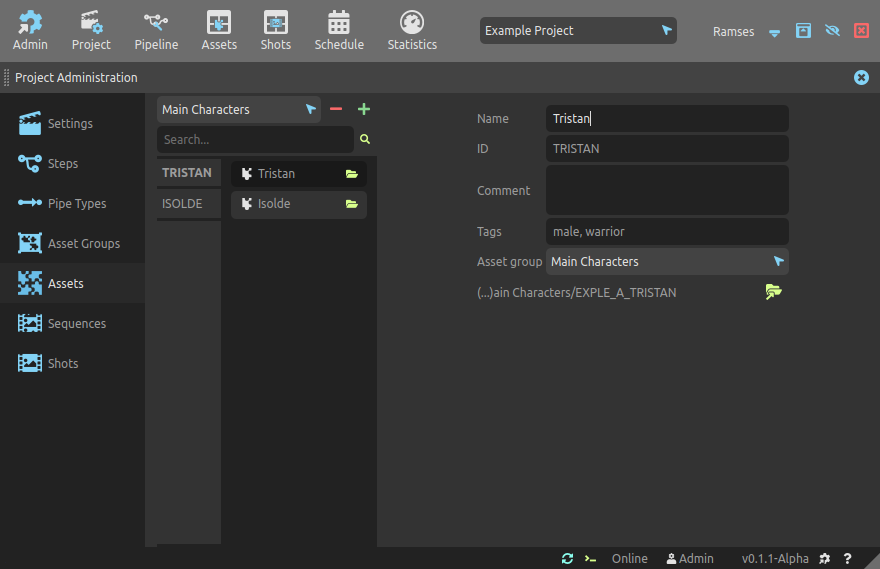 Admin
Project
Pipeline
Assets
Shots
Schedule
Statistics
Example Project
Ramses
Project Administration
Settings
Steps
Pipe Types
Asset Groups
Assets
Sequences
Shots
Main Characters
Search...
TRISTAN
Tristan
ISOLDE
Isolde
Name
Tristan
ID
TRISTAN
Comment
Tags
male, warrior
Asset group
Main Characters
(...)ain Characters/EXPLE_A_TRISTAN
Online
Admin
v0.1.1-Alpha
?